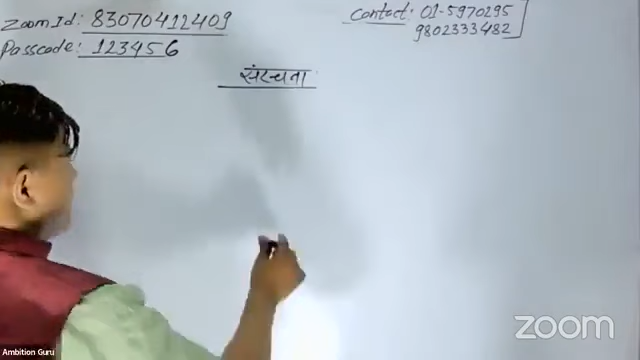 Zoom Id: 83070412409
Passcode: 123456
Contact: 01-5970295
9802333482
संरचना
Ambition Guru
zoom